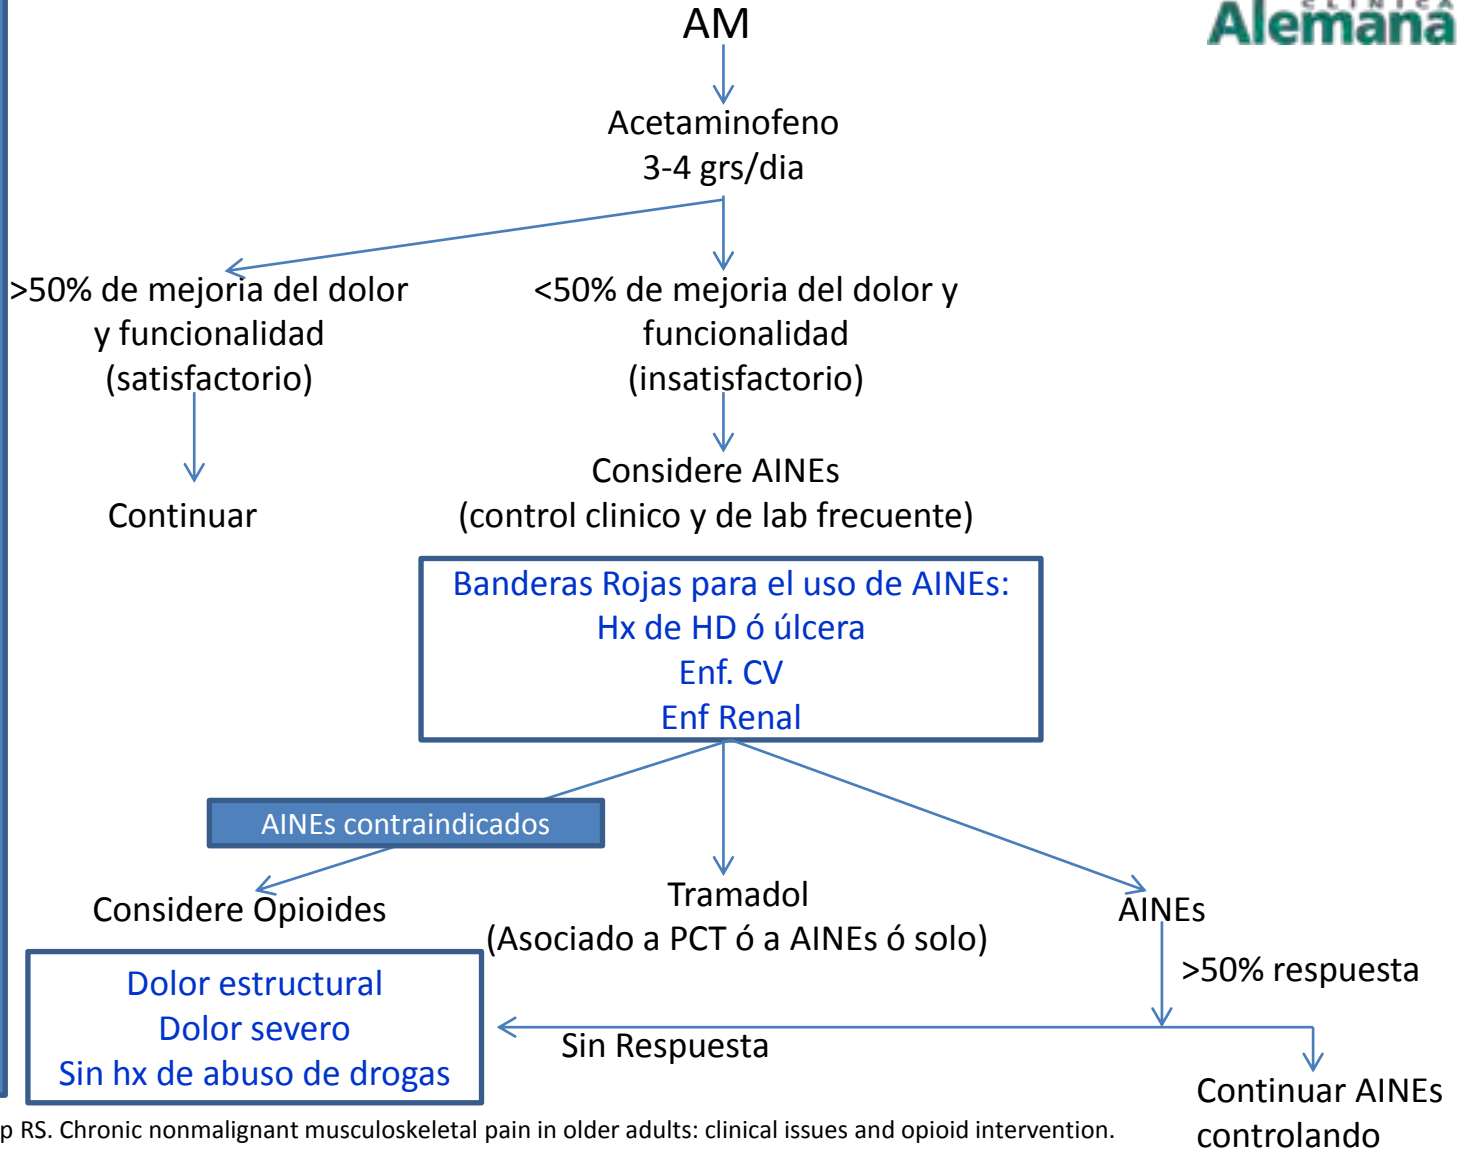 CLINICA
Alemana
AM
Acetaminofeno
3-4 grs/dia
>50% de mejoria del dolor
y funcionalidad
(satisfactorio)
<50% de mejoria del dolor y
funcionalidad
(insatisfactorio)
Continuar
Considere AINEs
(control clinico y de lab frecuente)
Banderas Rojas para el uso de AINEs:
Hx de HD ó úlcera
Enf. CV
Enf Renal
AINEs contraindicados
Considere Opioides
Tramadol
(Asociado a PCT ó a AINEs ó solo)
AINEs
>50% respuesta
Dolor estructural
Dolor severo
Sin hx de abuso de drogas
Sin Respuesta
Continuar AINEs
controlando
p RS. Chronic nonmalignant musculoskeletal pain in older adults: clinical issues and opioid intervention.